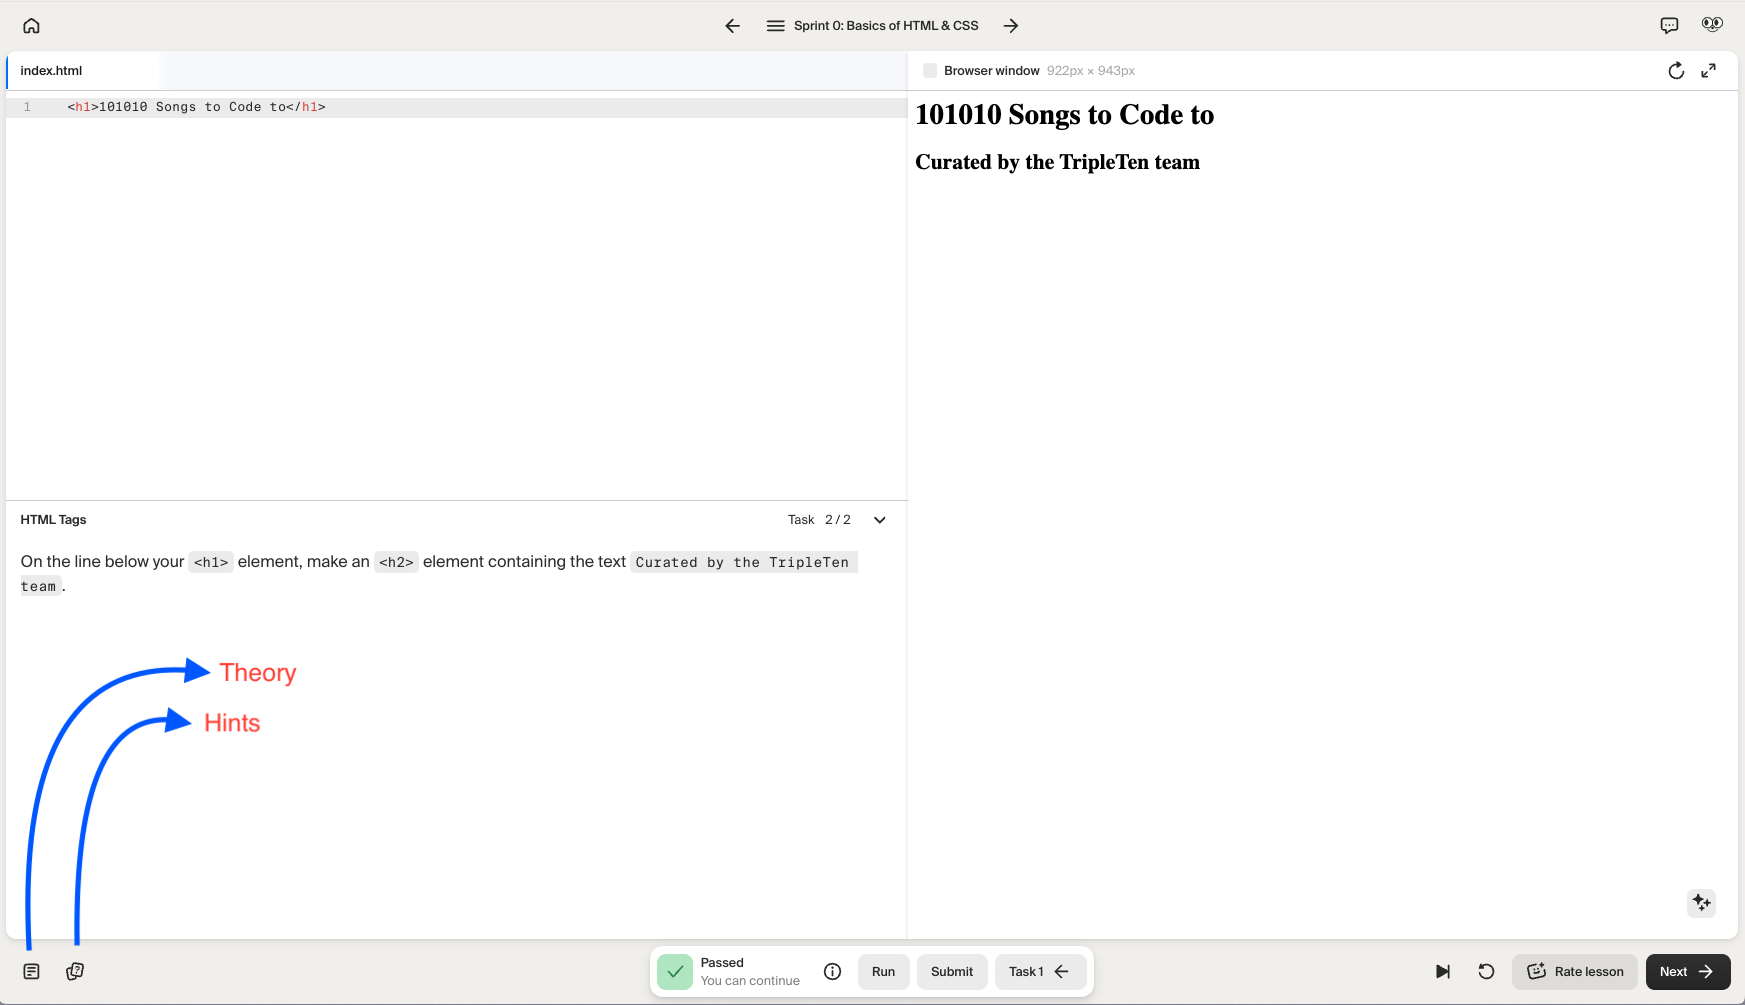 Sprint 0: Basics of HTML & CSS
index.html
1 <h1>101010 Songs to Code to</h1>
Browser window 922px × 943px
101010 Songs to Code to
Curated by the TripleTen team
HTML Tags
Task 2 / 2
On the line below your <h1> element, make an <h2> element containing the text Curated by the TripleTen
team.
Theory
Hints
Passed
You can continue
Run
Submit
Task 1
Rate lesson
Next